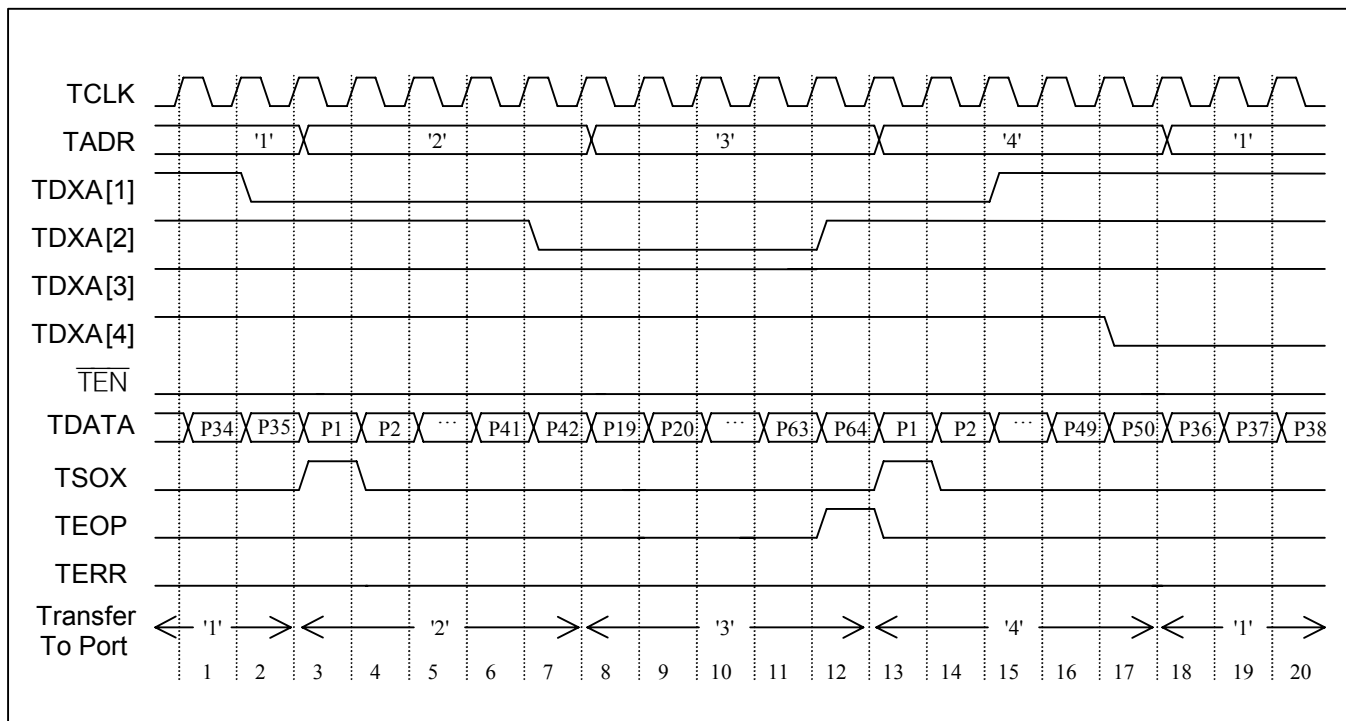 TCLK
TADR '1' '2' '3' '4' '1'
TDXA[1]
TDXA[2]
TDXA[3]
TDXA[4]
TEN
TDATA P34 P35 P1 P2 ... P41 P42 P19 P20 ... P63 P64 P1 P2 ... P49 P50 P36 P37 P38
TSOX
TEOP
TERR
Transfer To Port '1' '2' '3' '4' '1'
1 2 3 4 5 6 7 8 9 10 11 12 13 14 15 16 17 18 19 20